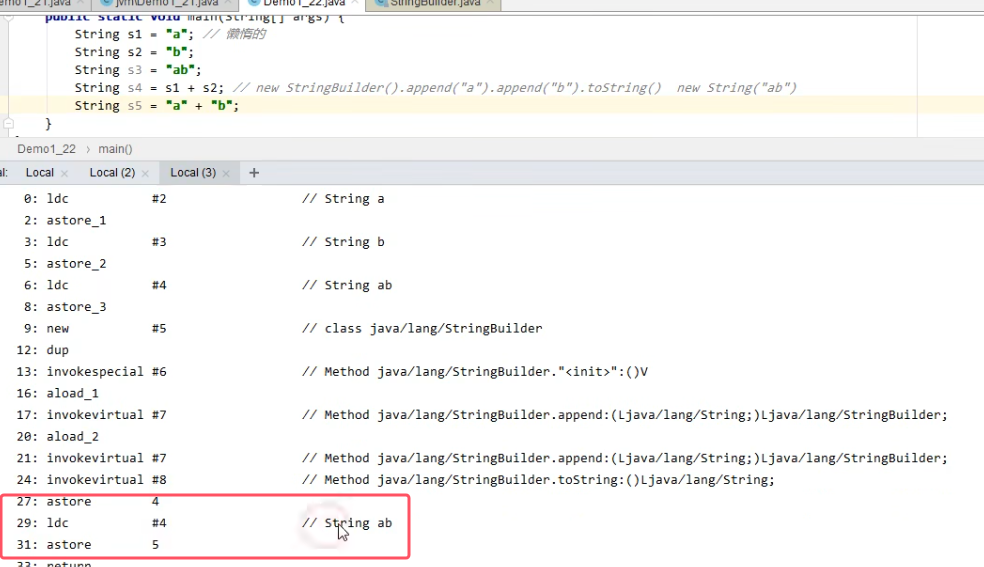 jvm\Demo1_21.java
Demo1_22.java
StringBuilder.java
public static void main(String[] args) {
String s1 = "a"; // 懒惰的
String s2 = "b";
String s3 = "ab";
String s4 = s1 + s2; // new StringBuilder().append("a").append("b").toString()  new String("ab")
String s5 = "a" + "b";
}
Demo1_22 › main()
al: Local × Local (2) × Local (3) × +
0: ldc #2 // String a
2: astore_1
3: ldc #3 // String b
5: astore_2
6: ldc #4 // String ab
8: astore_3
9: new #5 // class java/lang/StringBuilder
12: dup
13: invokespecial #6 // Method java/lang/StringBuilder."<init>":()V
16: aload_1
17: invokevirtual #7 // Method java/lang/StringBuilder.append:(Ljava/lang/String;)Ljava/lang/StringBuilder;
20: aload_2
21: invokevirtual #7 // Method java/lang/StringBuilder.append:(Ljava/lang/String;)Ljava/lang/StringBuilder;
24: invokevirtual #8 // Method java/lang/StringBuilder.toString:()Ljava/lang/String;
27: astore 4
29: ldc #4 // String ab
31: astore 5
33: return